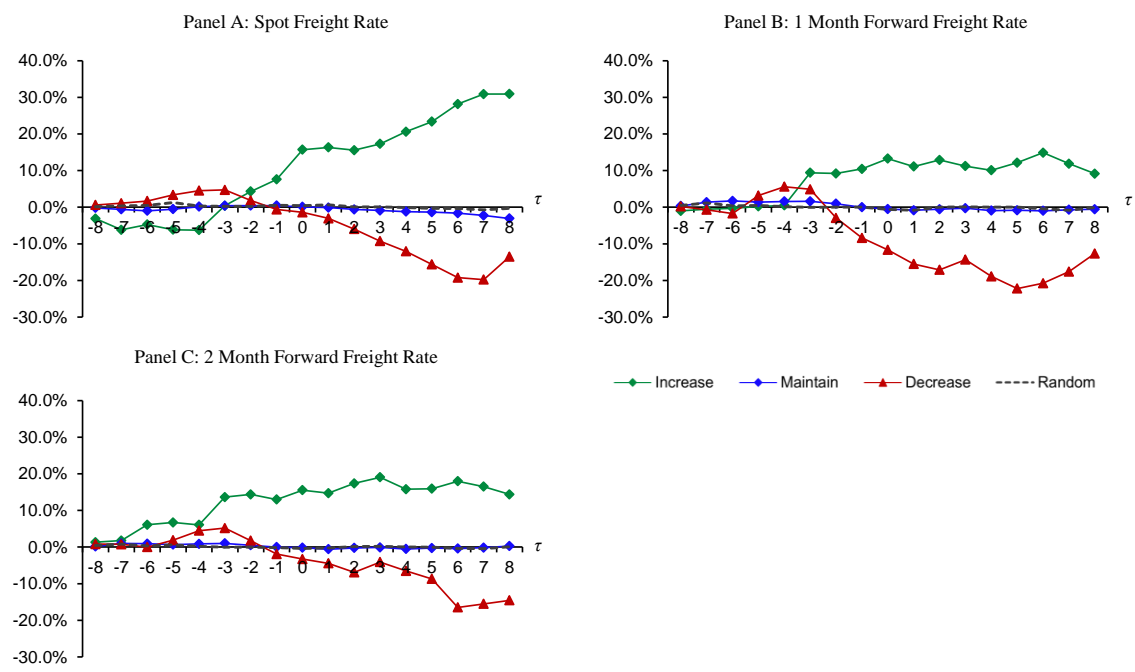 Panel A: Spot Freight Rate
40.0%
30.0%
20.0%
10.0%
0.0%
-10.0%
-20.0%
-30.0%
-8 -7 -6 -5 -4 -3 -2 -1 0 1 2 3 4 5 6 7 8
τ
Panel B: 1 Month Forward Freight Rate
40.0%
30.0%
20.0%
10.0%
0.0%
-10.0%
-20.0%
-30.0%
-8 -7 -6 -5 -4 -3 -2 -1 0 1 2 3 4 5 6 7 8
τ
Panel C: 2 Month Forward Freight Rate
40.0%
30.0%
20.0%
10.0%
0.0%
-10.0%
-20.0%
-30.0%
-8 -7 -6 -5 -4 -3 -2 -1 0 1 2 3 4 5 6 7 8
τ
Increase Maintain Decrease Random